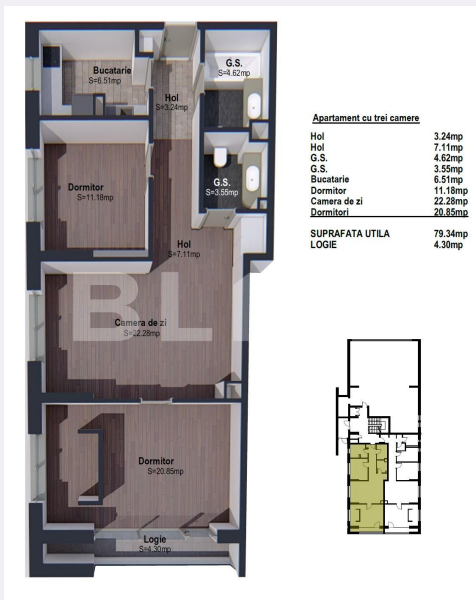 Bucatarie
S=6.51mp
G.S.
S=4.62mp
Hol
S=3.24mp
Dormitor
S=11.18mp
G.S.
S=3.55mp
Hol
S=7.11mp
BL
Camera de zi
S=22.28mp
Dormitor
S=20.85mp
Logie
S=4.30mp
Apartament cu trei camere
Hol 3.24mp
Hol 7.11mp
G.S. 4.62mp
G.S. 3.55mp
Bucatarie 6.51mp
Dormitor 11.18mp
Camera de zi 22.28mp
Dormitori 20.85mp
SUPRAFATA UTILA 79.34mp
LOGIE 4.30mp